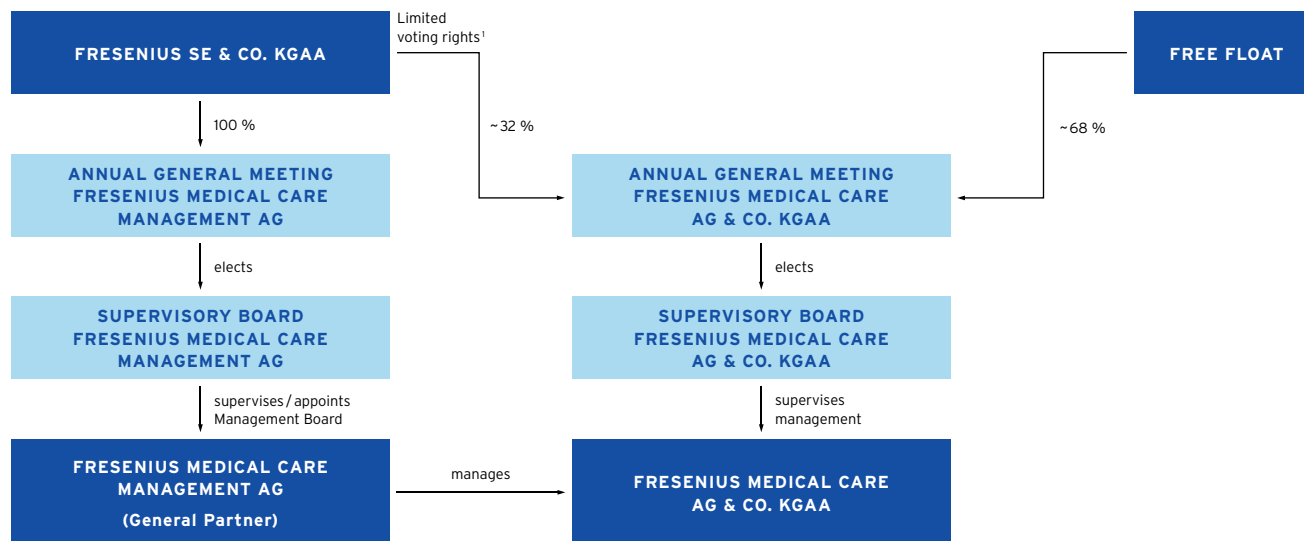 FRESENIUS SE & CO. KGAA
Limited
voting rights¹
FREE FLOAT
100 %
~32 %
~68 %
ANNUAL GENERAL MEETING
FRESENIUS MEDICAL CARE
MANAGEMENT AG
ANNUAL GENERAL MEETING
FRESENIUS MEDICAL CARE
AG & CO. KGAA
elects
elects
SUPERVISORY BOARD
FRESENIUS MEDICAL CARE
MANAGEMENT AG
SUPERVISORY BOARD
FRESENIUS MEDICAL CARE
AG & CO. KGAA
supervises / appoints
Management Board
supervises
management
FRESENIUS MEDICAL CARE
MANAGEMENT AG
(General Partner)
manages
FRESENIUS MEDICAL CARE
AG & CO. KGAA